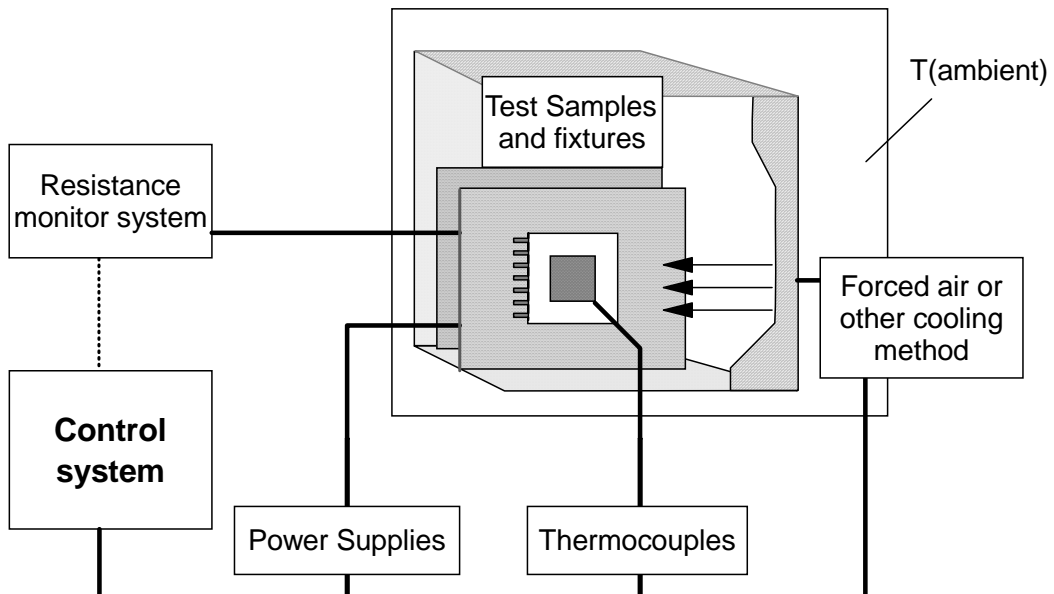 T(ambient)
Test Samples
and fixtures
Resistance
monitor system
Forced air or
other cooling
method
Control
system
Power Supplies
Thermocouples